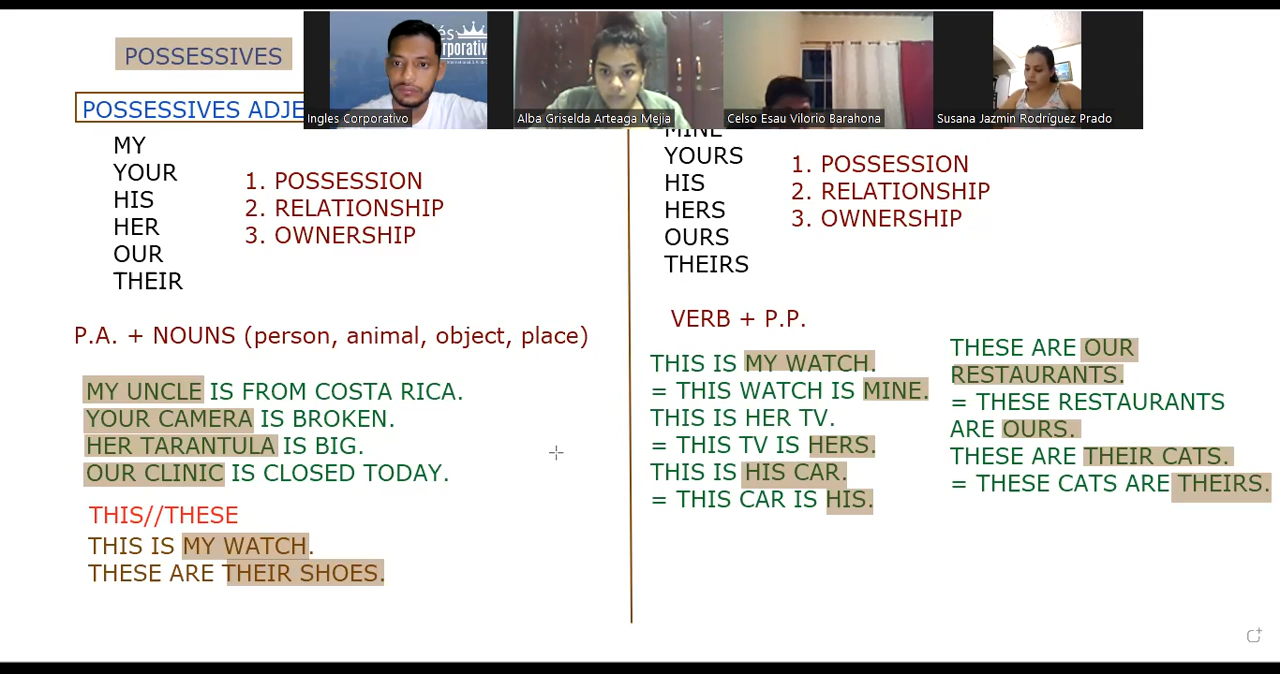 POSSESSIVES
POSSESSIVES ADJE
MY
YOUR
HIS
HER
OUR
THEIR
1. POSSESSION
2. RELATIONSHIP
3. OWNERSHIP
P.A. + NOUNS (person, animal, object, place)
MY UNCLE IS FROM COSTA RICA.
YOUR CAMERA IS BROKEN.
HER TARANTULA IS BIG.
OUR CLINIC IS CLOSED TODAY.
THIS//THESE
THIS IS MY WATCH.
THESE ARE THEIR SHOES.
Ingles Corporativo
Alba Griselda Arteaga Mejia
Celso Esau Vilorio Barahona
Susana Jazmin Rodríguez Prado
MINE
YOURS
HIS
HERS
OURS
THEIRS
1. POSSESSION
2. RELATIONSHIP
3. OWNERSHIP
VERB + P.P.
THIS IS MY WATCH.
= THIS WATCH IS MINE.
THIS IS HER TV.
= THIS TV IS HERS.
THIS IS HIS CAR.
= THIS CAR IS HIS.
THESE ARE OUR
RESTAURANTS.
= THESE RESTAURANTS
ARE OURS.
THESE ARE THEIR CATS.
= THESE CATS ARE THEIRS.